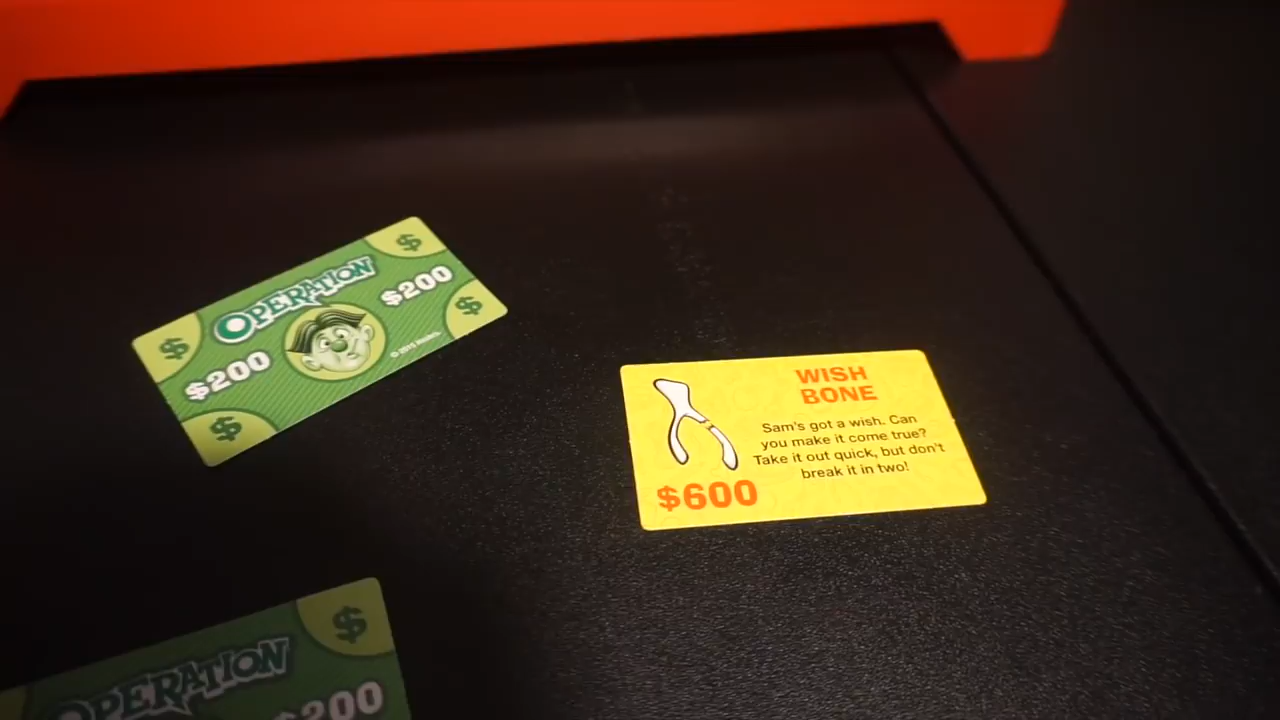 $
OPERATION
$200
$
$
$200
© 2015 Hasbro.
$
WISH
BONE
Sam's got a wish. Can
you make it come true?
Take it out quick, but don't
break it in two!
$600
$
OPERATION
$200